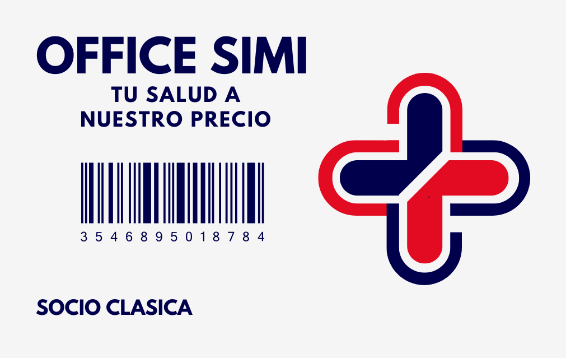 OFFICE SIMI
TU SALUD A
NUESTRO PRECIO
3546895018784
SOCIO CLASICA